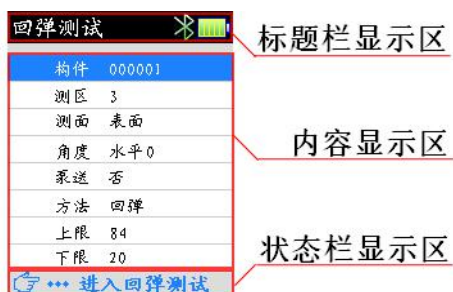 回弹测试
标题栏显示区
构件 000001
测区 3
测面 表面
角度 水平0
泵送 否
方法 回弹
上限 84
下限 20
内容显示区
••• 进入回弹测试
状态栏显示区